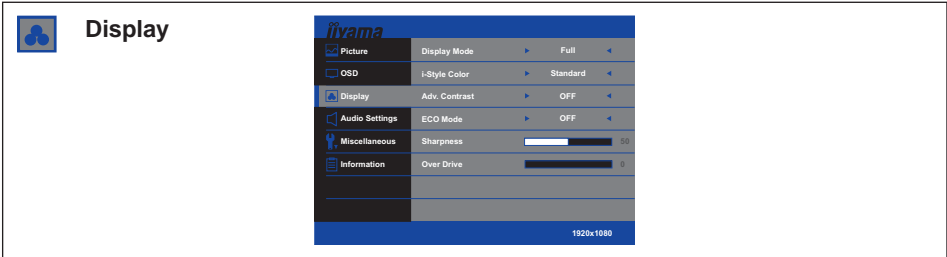 Display
iiyama
Picture
Display Mode
Full
OSD
i-Style Color
Standard
Display
Adv. Contrast
OFF
Audio Settings
ECO Mode
OFF
Miscellaneous
Sharpness
50
Information
Over Drive
0
1920x1080